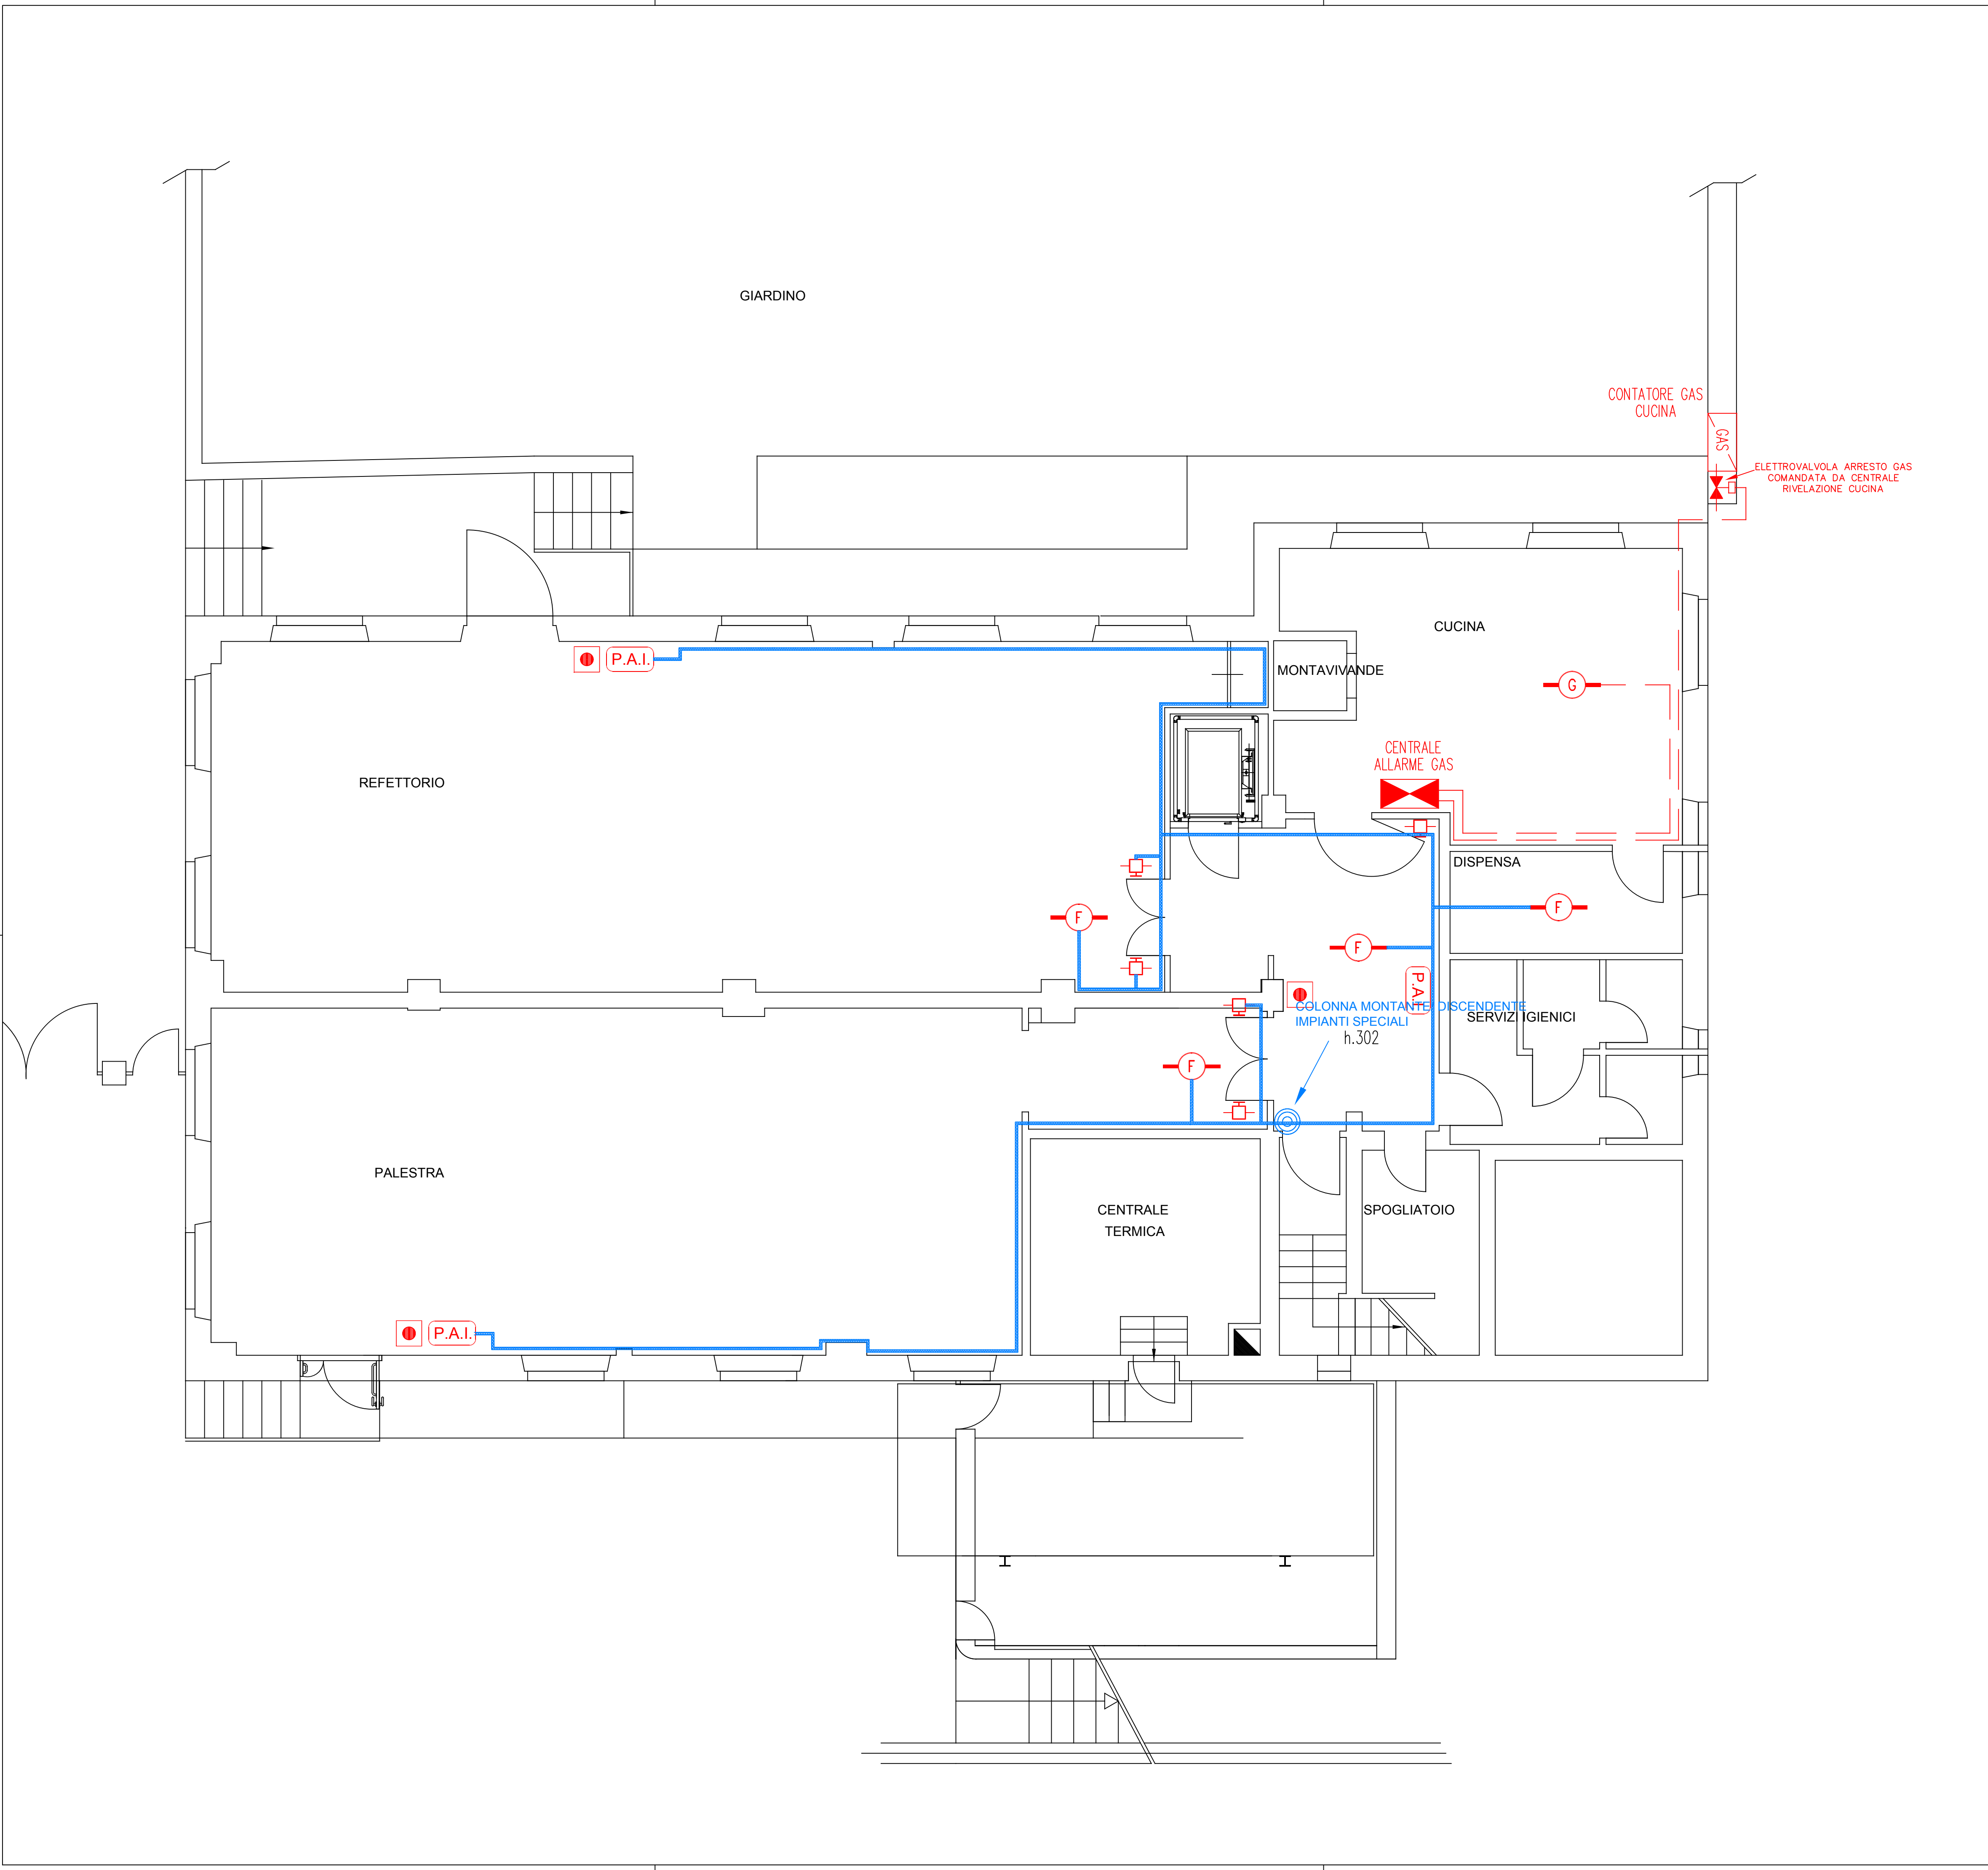 GIARDINO
CONTATORE GAS
CUCINA
GAS
ELETTROVALVOLA ARRESTO GAS
COMANDATA DA CENTRALE
RIVELAZIONE CUCINA
CUCINA
P.A.I.
MONTAVIVANDE
G
CENTRALE
ALLARME GAS
REFETTORIO
DISPENSA
F
F
F
P.A.I.
COLONNA MONTANTE/DISCENDENTE
IMPIANTI SPECIALI
h.302
SERVIZI IGIENICI
F
PALESTRA
CENTRALE
TERMICA
SPOGLIATOIO
P.A.I.